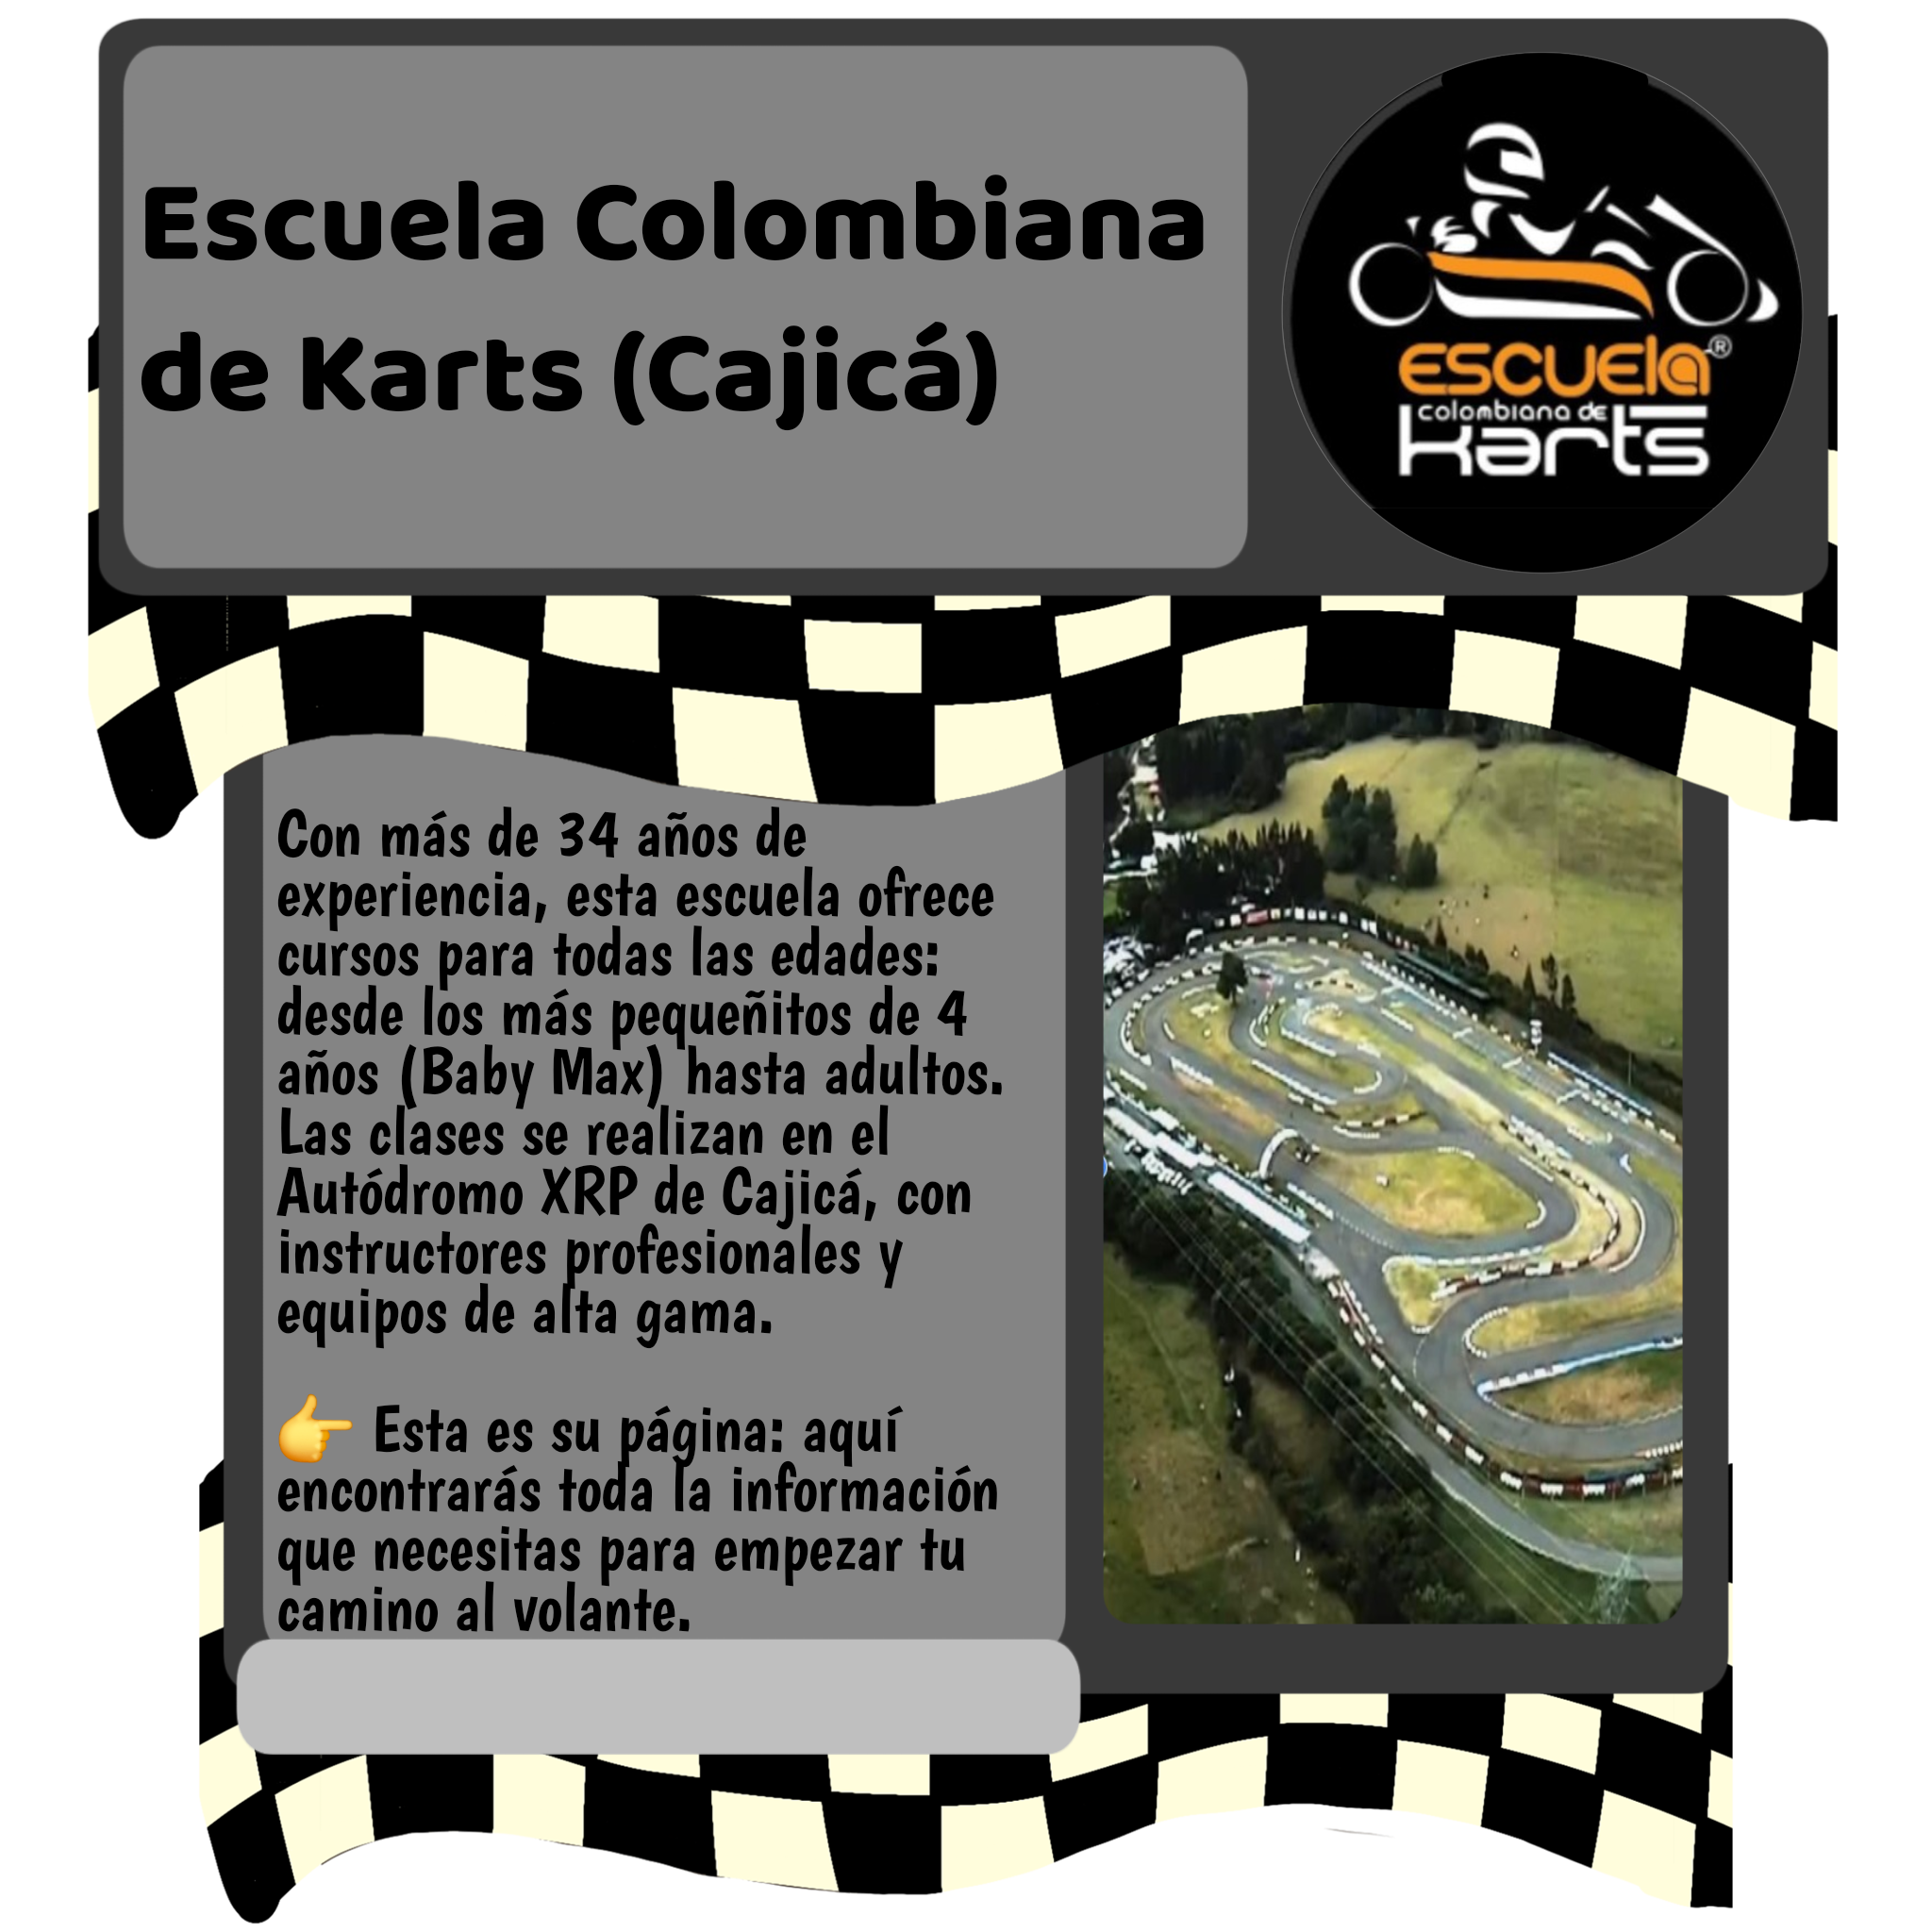 Escuela Colombiana
de Karts (Cajicá)
ESCUELA®
colombiana de
karts
Con más de 34 años de
experiencia, esta escuela ofrece
cursos para todas las edades:
desde los más pequeñitos de 4
años (Baby Max) hasta adultos.
Las clases se realizan en el
Autódromo XRP de Cajicá, con
instructores profesionales y
equipos de alta gama.
👉 Esta es su página: aquí
encontrarás toda la información
que necesitas para empezar tu
camino al volante.